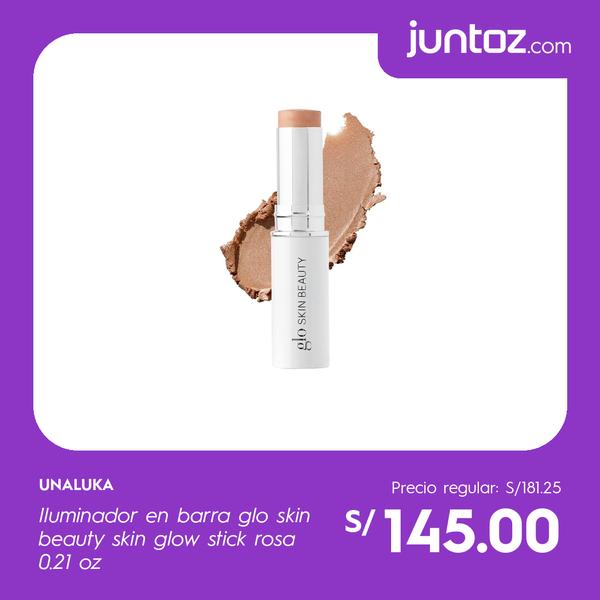 juntoz.com
glo SKIN BEAUTY
UNALUKA
Iluminador en barra glo skin
beauty skin glow stick rosa
0.21 oz
Precio regular: S/181.25
S/145.00